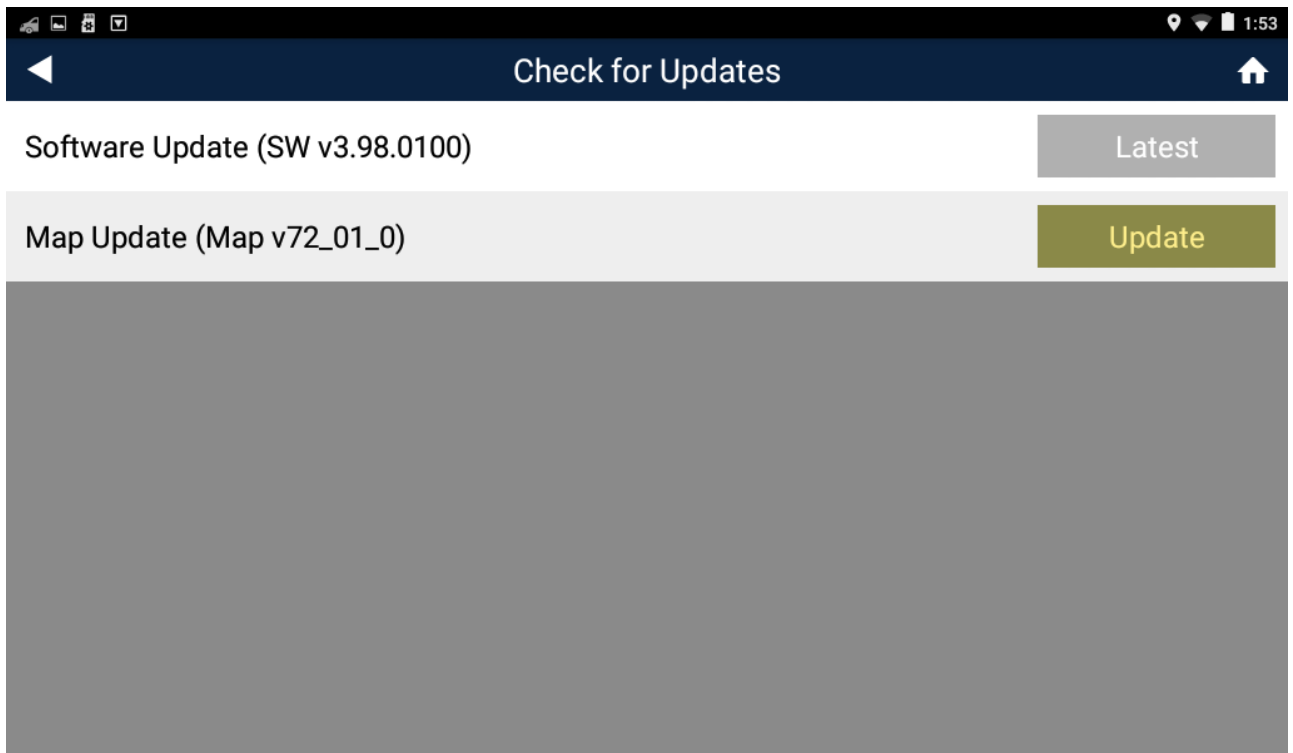 1:53
Check for Updates
Software Update (SW v3.98.0100)
Latest
Map Update (Map v72_01_0)
Update